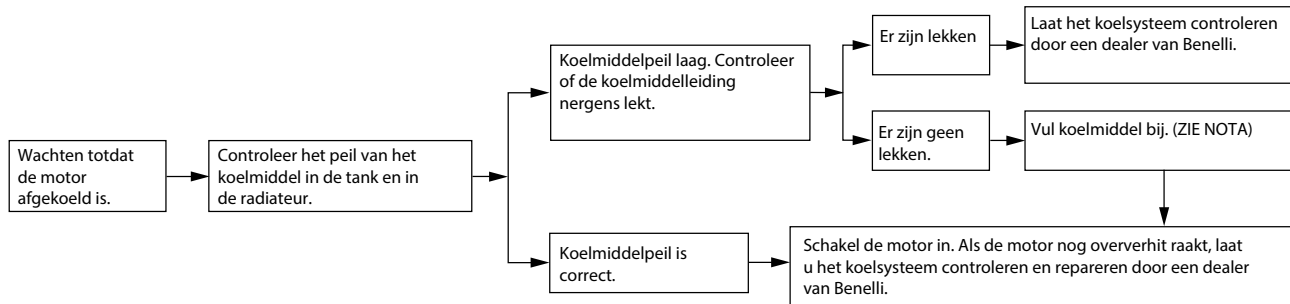 Wachten totdat
de motor
afgekoeld is.
Controleer het peil van het
koelmiddel in de tank en in
de radiateur.
Koelmiddelpeil laag. Controleer
of de koelmiddelleiding
nergens lekt.
Er zijn lekken
Laat het koelsysteem controleren
door een dealer van Benelli.
Er zijn geen
lekken.
Vul koelmiddel bij. (ZIE NOTA)
Koelmiddelpeil is
correct.
Schakel de motor in. Als de motor nog oververhit raakt, laat
u het koelsysteem controleren en repareren door een dealer
van Benelli.